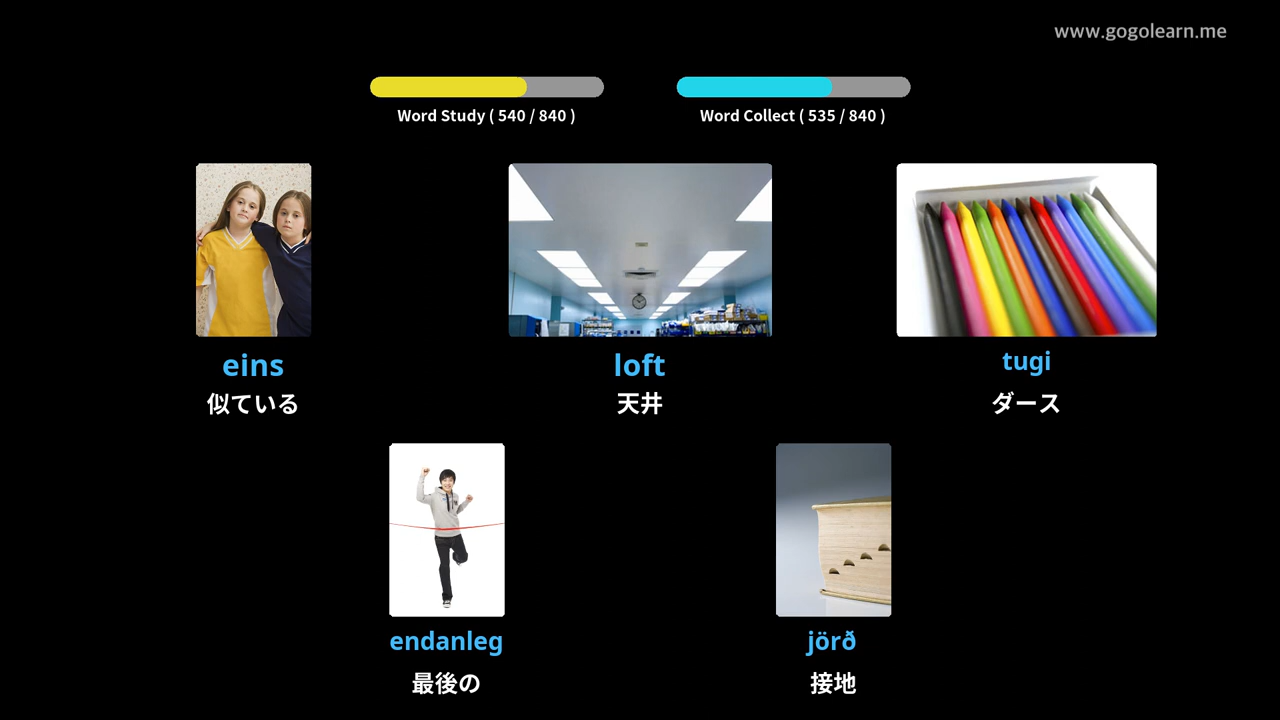 www.gogolearn.me
Word Study ( 540 / 840 )
Word Collect ( 535 / 840 )
eins
似ている
loft
天井
tugi
ダース
endanleg
最後の
jörð
接地